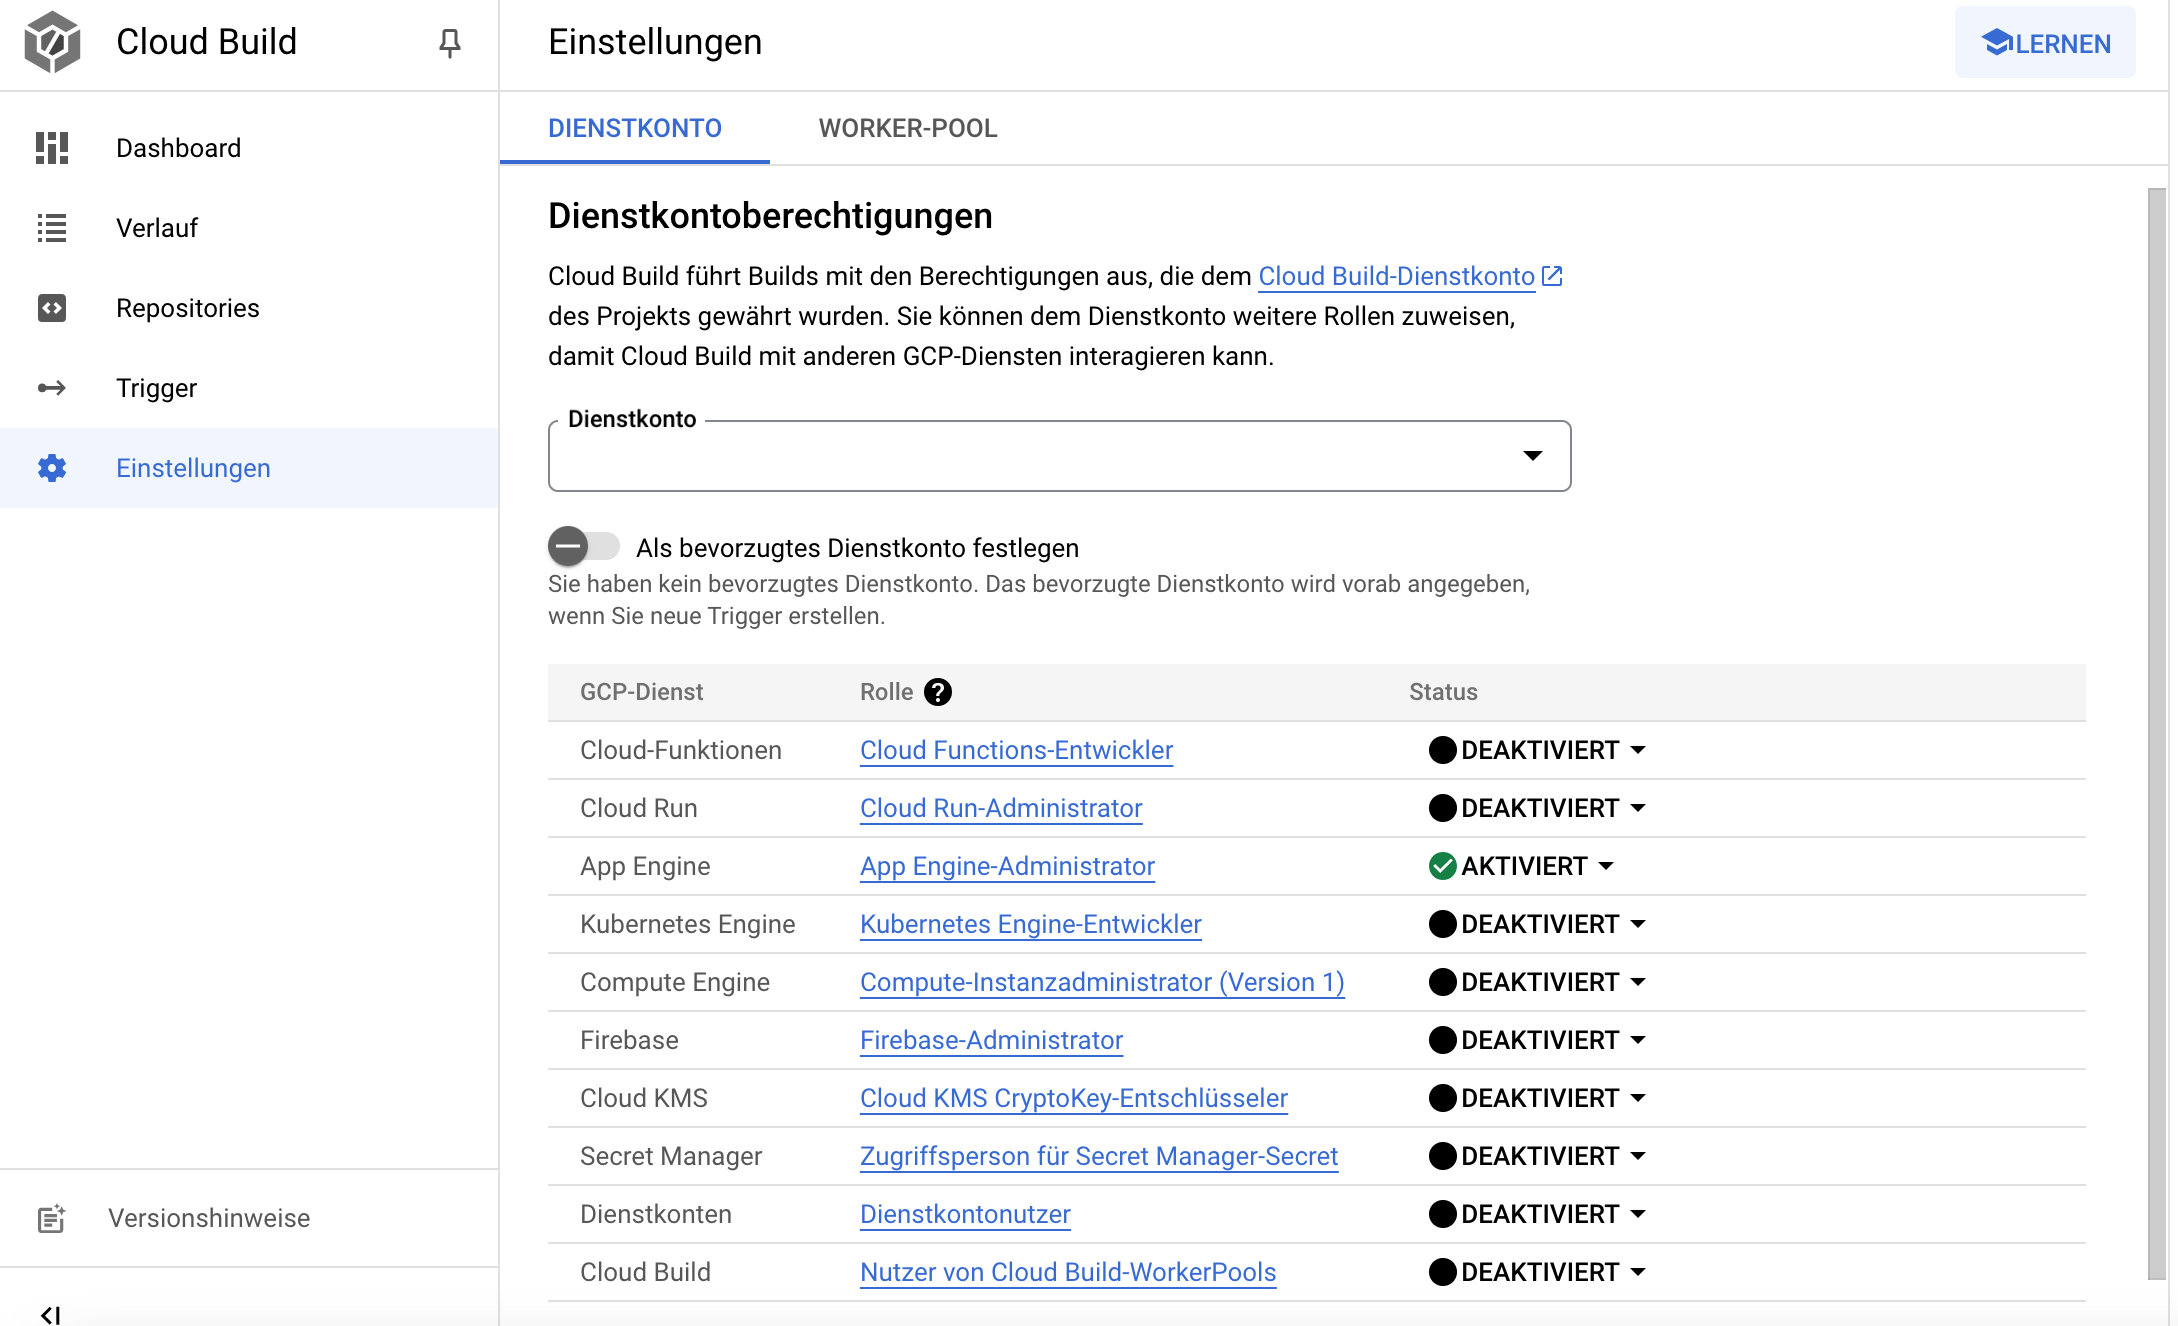 Cloud Build
Einstellungen
LERNEN
Dashboard
Verlauf
Repositories
Trigger
Einstellungen
Versionshinweise
DIENSTKONTO
WORKER-POOL
Dienstkontoberechtigungen
Cloud Build führt Builds mit den Berechtigungen aus, die dem Cloud Build-Dienstkonto
des Projekts gewährt wurden. Sie können dem Dienstkonto weitere Rollen zuweisen,
damit Cloud Build mit anderen GCP-Diensten interagieren kann.
Dienstkonto
Als bevorzugtes Dienstkonto festlegen
Sie haben kein bevorzugtes Dienstkonto. Das bevorzugte Dienstkonto wird vorab angegeben,
wenn Sie neue Trigger erstellen.
GCP-Dienst Rolle ? Status
Cloud-Funktionen Cloud Functions-Entwickler DEAKTIVIERT
Cloud Run Cloud Run-Administrator DEAKTIVIERT
App Engine App Engine-Administrator AKTIVIERT
Kubernetes Engine Kubernetes Engine-Entwickler DEAKTIVIERT
Compute Engine Compute-Instanzadministrator (Version 1) DEAKTIVIERT
Firebase Firebase-Administrator DEAKTIVIERT
Cloud KMS Cloud KMS CryptoKey-Entschlüsseler DEAKTIVIERT
Secret Manager Zugriffsperson für Secret Manager-Secret DEAKTIVIERT
Dienstkonten Dienstkontonutzer DEAKTIVIERT
Cloud Build Nutzer von Cloud Build-WorkerPools DEAKTIVIERT